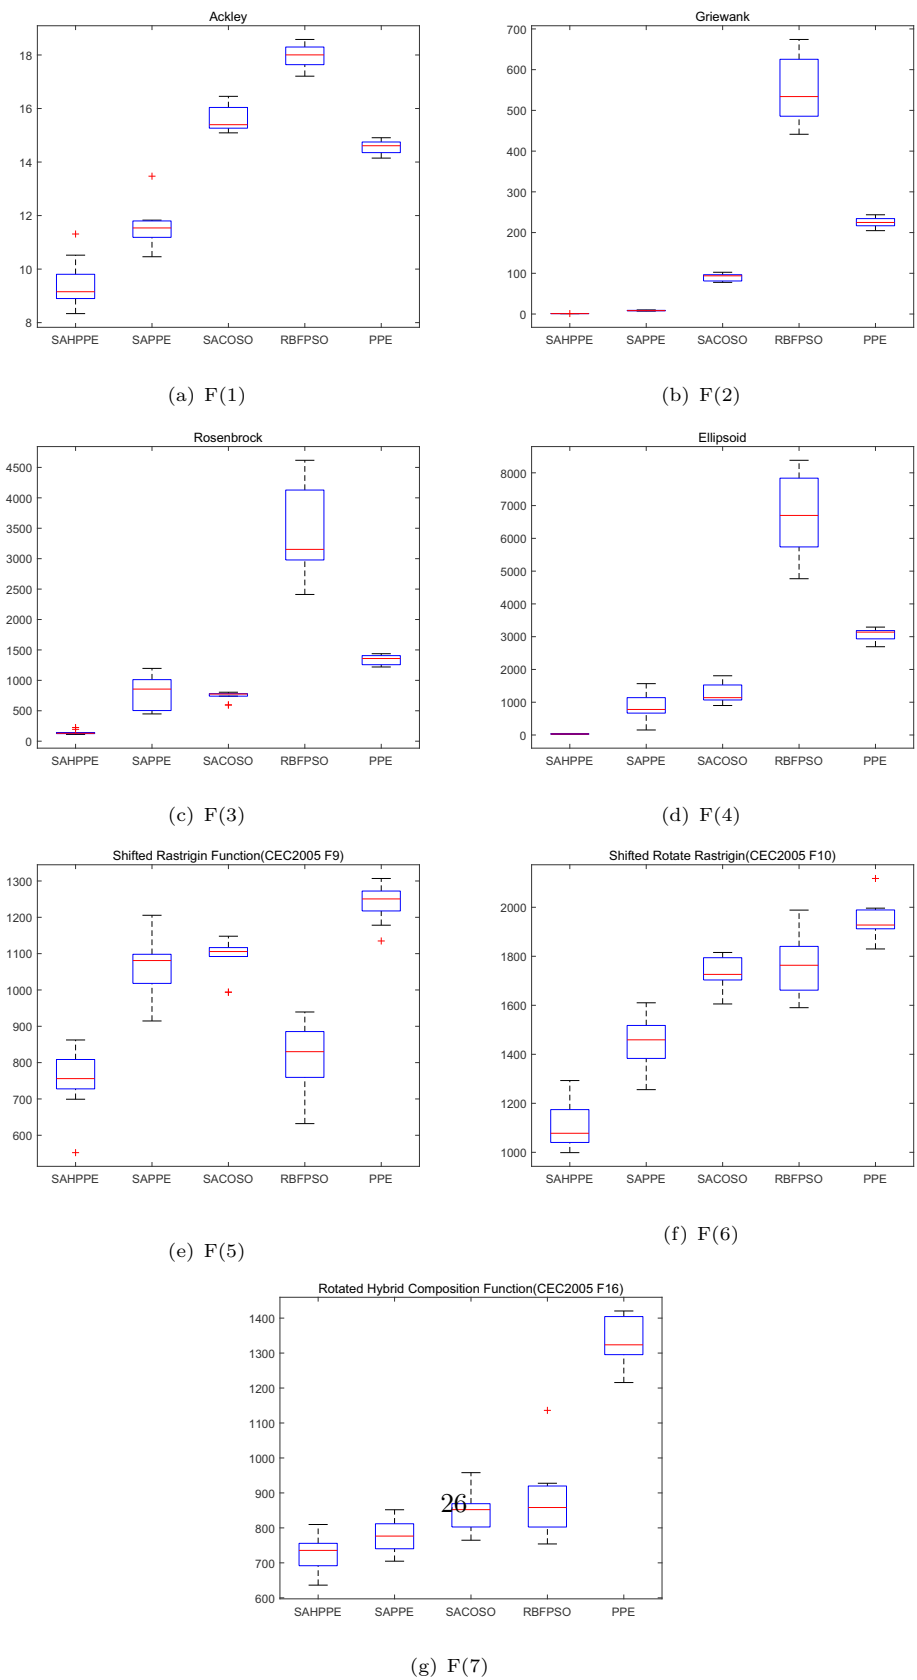 Ackley
18
16
14
12
10
8
SAHPPE SAPPE SACOSO RBFPSO PPE
(a) F(1)
Griewank
700
600
500
400
300
200
100
0
SAHPPE SAPPE SACOSO RBFPSO PPE
(b) F(2)
Rosenbrock
4500
4000
3500
3000
2500
2000
1500
1000
500
0
SAHPPE SAPPE SACOSO RBFPSO PPE
(c) F(3)
Ellipsoid
8000
7000
6000
5000
4000
3000
2000
1000
0
SAHPPE SAPPE SACOSO RBFPSO PPE
(d) F(4)
Shifted Rastrigin Function(CEC2005 F9)
1300
1200
1100
1000
900
800
700
600
SAHPPE SAPPE SACOSO RBFPSO PPE
(e) F(5)
Shifted Rotate Rastrigin(CEC2005 F10)
2000
1800
1600
1400
1200
1000
SAHPPE SAPPE SACOSO RBFPSO PPE
(f) F(6)
Rotated Hybrid Composition Function(CEC2005 F16)
1400
1300
1200
1100
1000
900
800
700
600
26
SAHPPE SAPPE SACOSO RBFPSO PPE
(g) F(7)